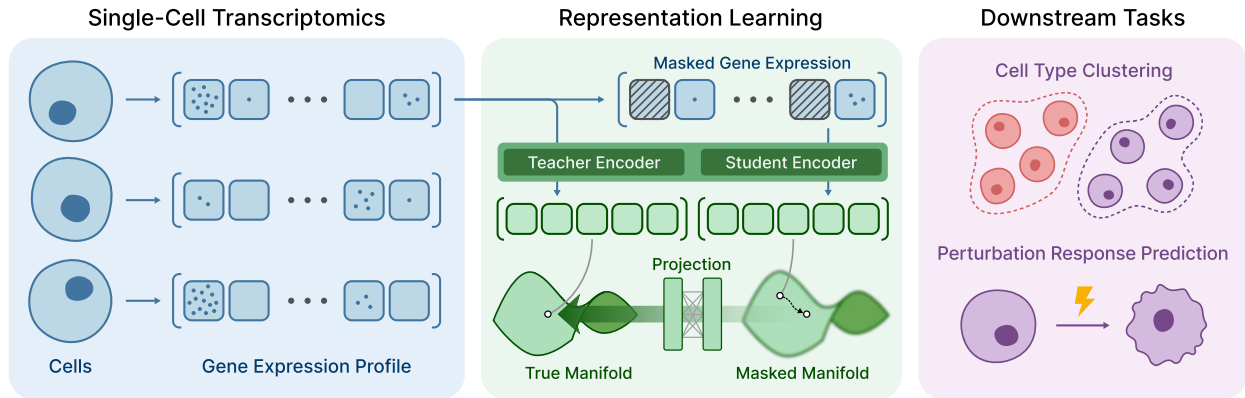 Single-Cell Transcriptomics
Cells
Gene Expression Profile
Representation Learning
Masked Gene Expression
Teacher Encoder
Student Encoder
Projection
True Manifold
Masked Manifold
Downstream Tasks
Cell Type Clustering
Perturbation Response Prediction